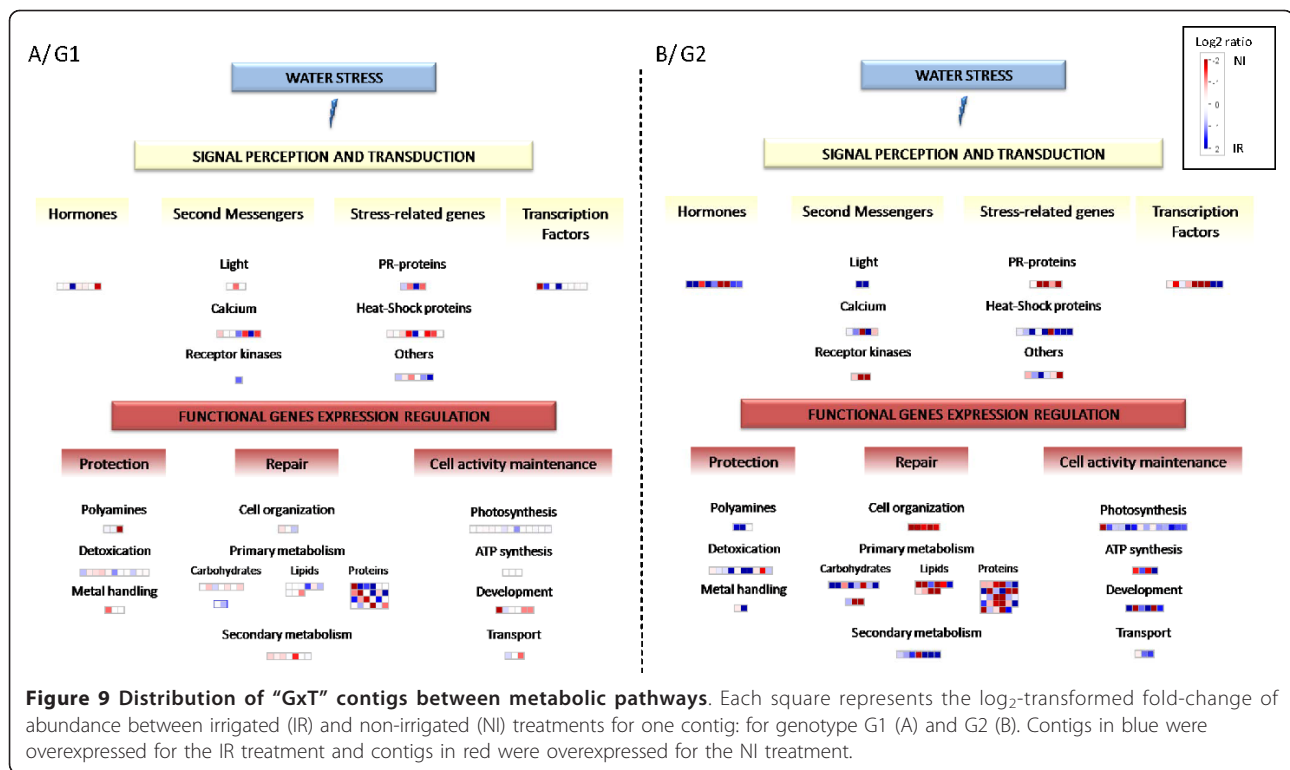 A/ G1
WATER STRESS
SIGNAL PERCEPTION AND TRANSDUCTION
Hormones
Second Messengers
Stress-related genes
Transcription
Factors
Light
PR-proteins
Calcium
Heat-Shock proteins
Receptor kinases
Others
FUNCTIONAL GENES EXPRESSION REGULATION
Protection
Repair
Cell activity maintenance
Polyamines
Cell organization
Photosynthesis
Detoxication
Primary metabolism
ATP synthesis
Carbohydrates
Lipids
Proteins
Metal handling
Development
Secondary metabolism
Transport
B/ G2
WATER STRESS
SIGNAL PERCEPTION AND TRANSDUCTION
Hormones
Second Messengers
Stress-related genes
Transcription
Factors
Light
PR-proteins
Calcium
Heat-Shock proteins
Receptor kinases
Others
FUNCTIONAL GENES EXPRESSION REGULATION
Protection
Repair
Cell activity maintenance
Polyamines
Cell organization
Photosynthesis
Detoxication
Primary metabolism
ATP synthesis
Carbohydrates
Lipids
Proteins
Metal handling
Development
Secondary metabolism
Transport
Log2 ratio
-2 NI
-1
0
1
2 IR
Figure 9 Distribution of “GxT” contigs between metabolic pathways. Each square represents the log2-transformed fold-change of
abundance between irrigated (IR) and non-irrigated (NI) treatments for one contig: for genotype G1 (A) and G2 (B). Contigs in blue were
overexpressed for the IR treatment and contigs in red were overexpressed for the NI treatment.